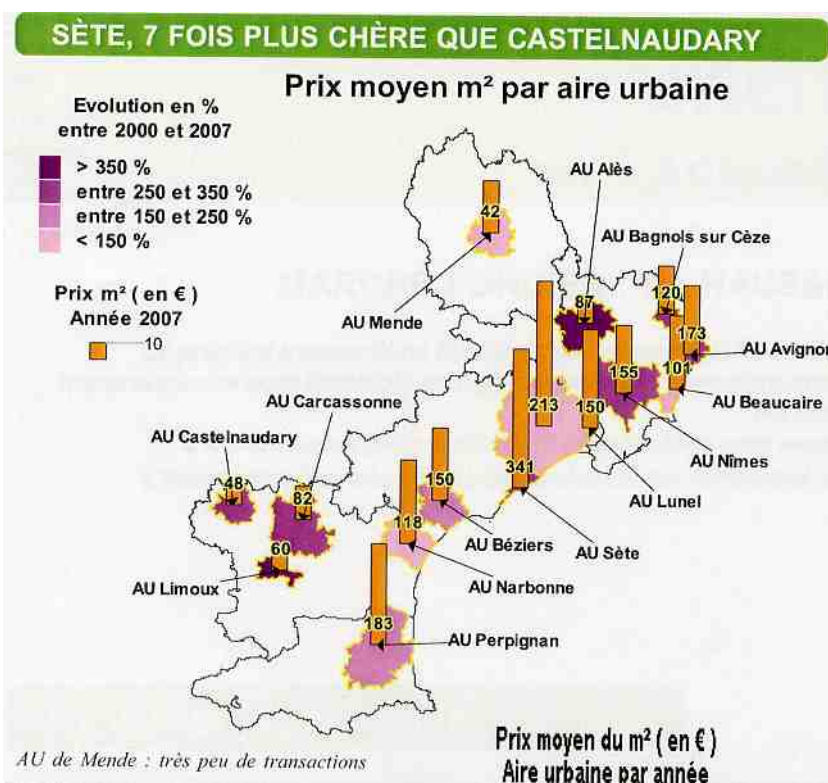 SÈTE, 7 FOIS PLUS CHÈRE QUE CASTELNAUDARY
Prix moyen m² par aire urbaine
Evolution en %
entre 2000 et 2007
> 350 %
entre 250 et 350 %
entre 150 et 250 %
< 150 %
Prix m² ( en € )
Année 2007
10
42
AU Mende
AU Alès
87
AU Bagnols sur Cèze
120
173
AU Avignon
101
AU Beaucaire
155
AU Nîmes
150
AU Lunel
213
341
AU Sète
AU Carcassonne
82
AU Castelnaudary
48
60
AU Limoux
150
AU Béziers
118
AU Narbonne
183
AU Perpignan
AU de Mende : très peu de transactions
Prix moyen du m² ( en € )
Aire urbaine par année